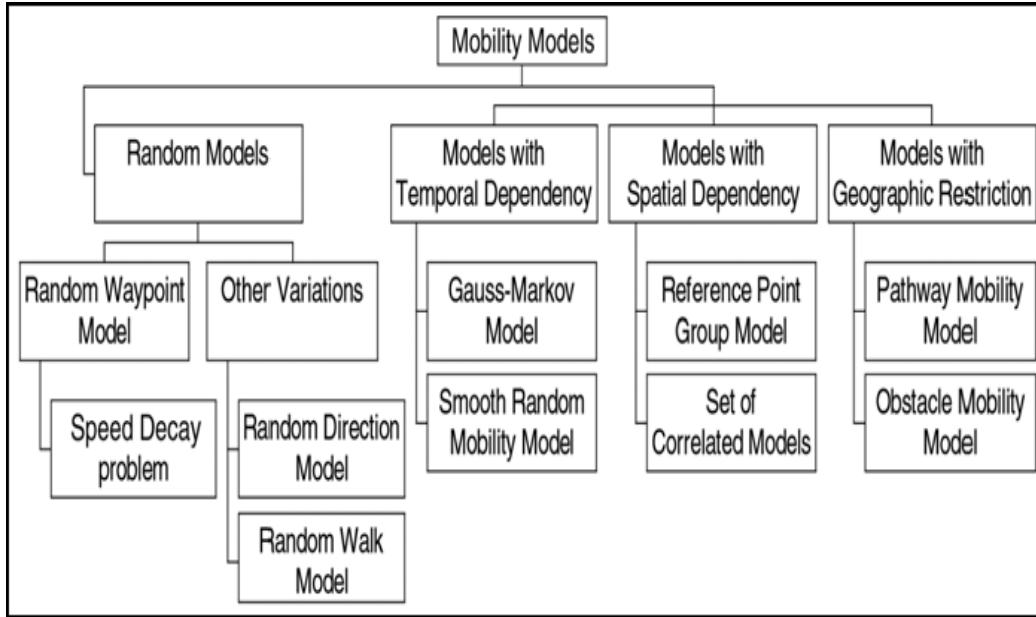 Mobility Models
Random Models
Models with
Temporal Dependency
Models with
Spatial Dependency
Models with
Geographic Restriction
Random Waypoint
Model
Other Variations
Gauss-Markov
Model
Reference Point
Group Model
Pathway Mobility
Model
Speed Decay
problem
Random Direction
Model
Smooth Random
Mobility Model
Set of
Correlated Models
Obstacle Mobility
Model
Random Walk
Model